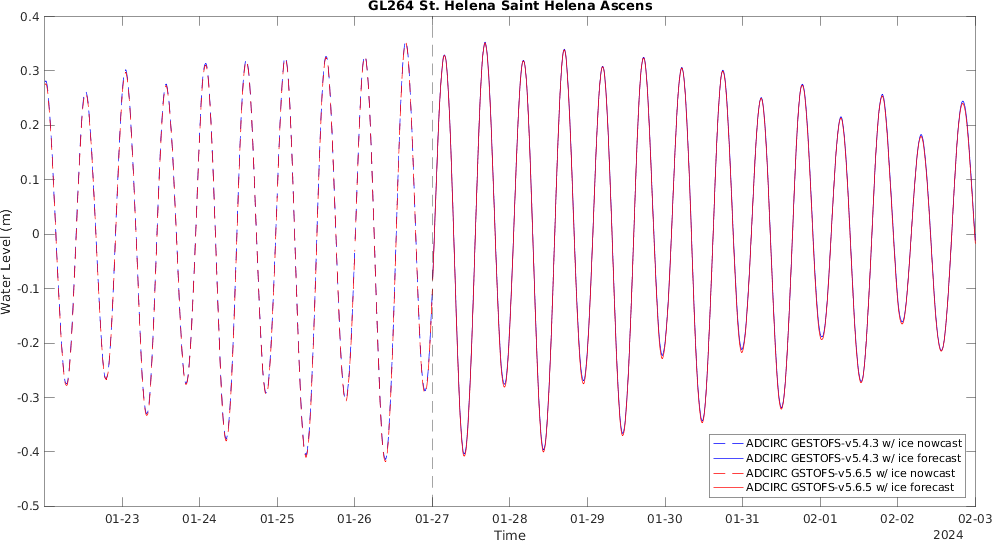 GL264 St. Helena Saint Helena Ascens
0.4
0.3
0.2
0.1
0
-0.1
-0.2
-0.3
-0.4
-0.5
Water Level (m)
ADCIRC GESTOFS-v5.4.3 w/ ice nowcast
ADCIRC GESTOFS-v5.4.3 w/ ice forecast
ADCIRC GSTOFS-v5.6.5 w/ ice nowcast
ADCIRC GSTOFS-v5.6.5 w/ ice forecast
01-23 01-24 01-25 01-26 01-27 01-28 01-29 01-30 01-31 02-01 02-02 02-03
Time
2024